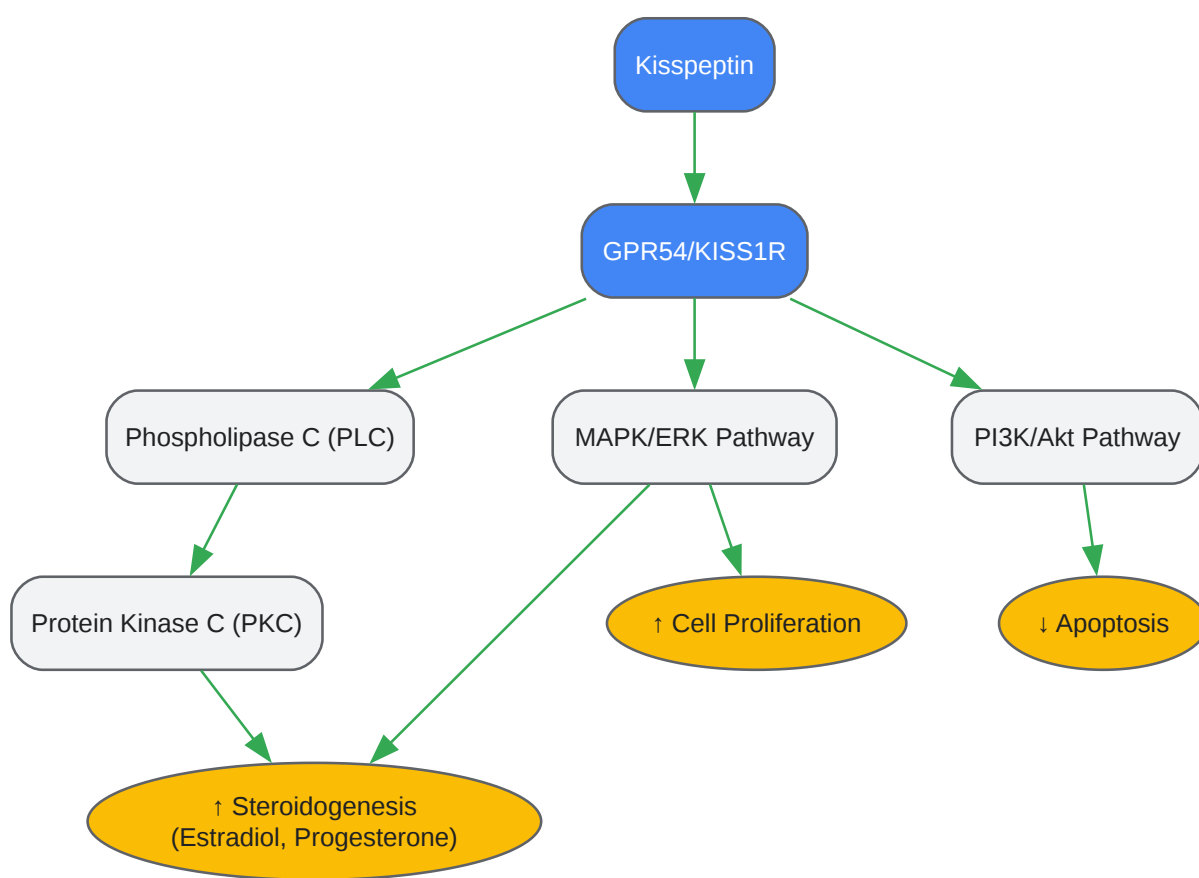 Kisspeptin
GPR54/KISS1R
Phospholipase C (PLC)
MAPK/ERK Pathway
PI3K/Akt Pathway
Protein Kinase C (PKC)
↑ Cell Proliferation
↓ Apoptosis
↑ Steroidogenesis
(Estradiol, Progesterone)